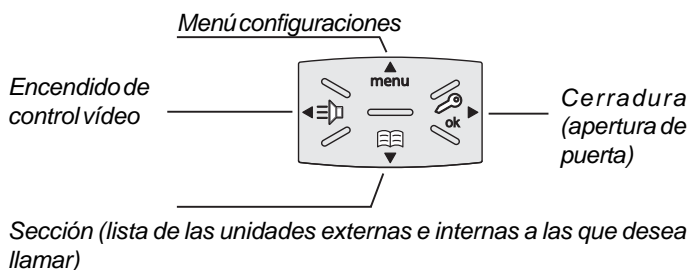 Menú configuraciones
menu
Encendido de
control vídeo
ok
Cerradura
(apertura de
puerta)
Sección (lista de las unidades externas e internas a las que desea
llamar)